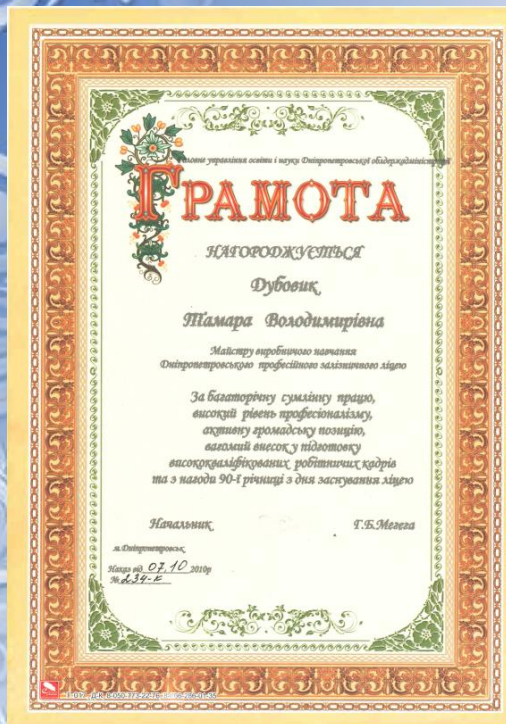 Головне управління освіти і науки Дніпропетровської облдержадміністрації
ГРАМОТА
НАГОРОДЖУЄТЬСЯ
Дубовик
Тамара Володимирівна
Майстру виробничого навчання
Дніпропетровського професійного залізничного ліцею
За багаторічну сумлінну працю,
високий рівень професіоналізму,
активну громадську позицію,
вагомий внесок у підготовку
висококваліфікованих робітничих кадрів
та з нагоди 90-ї річниці з дня заснування ліцею
Начальник Г.Б.Мегега
м.Дніпропетровськ
Наказ від 07.10 2010р
№ 234-к